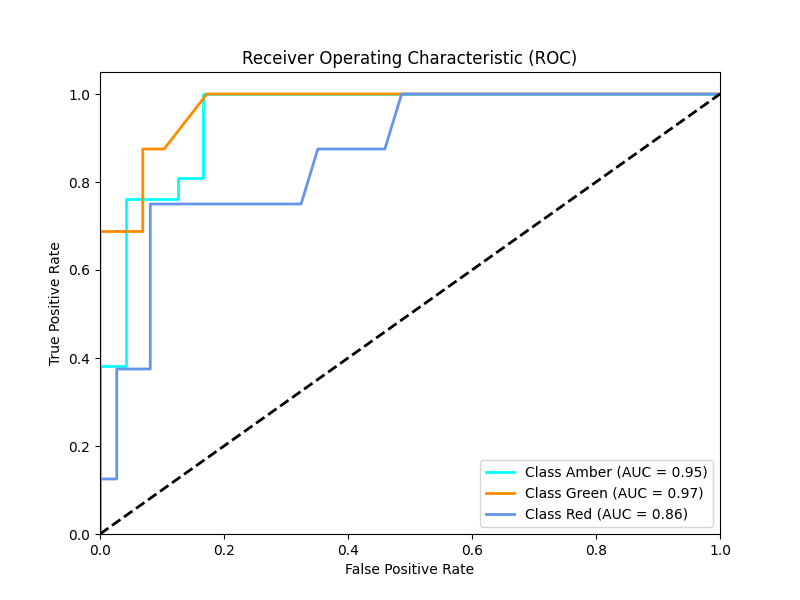 Receiver Operating Characteristic (ROC)
1.0
0.8
0.6
0.4
0.2
0.0
True Positive Rate
Class Amber (AUC = 0.95)
Class Green (AUC = 0.97)
Class Red (AUC = 0.86)
0.0 0.2 0.4 0.6 0.8 1.0
False Positive Rate